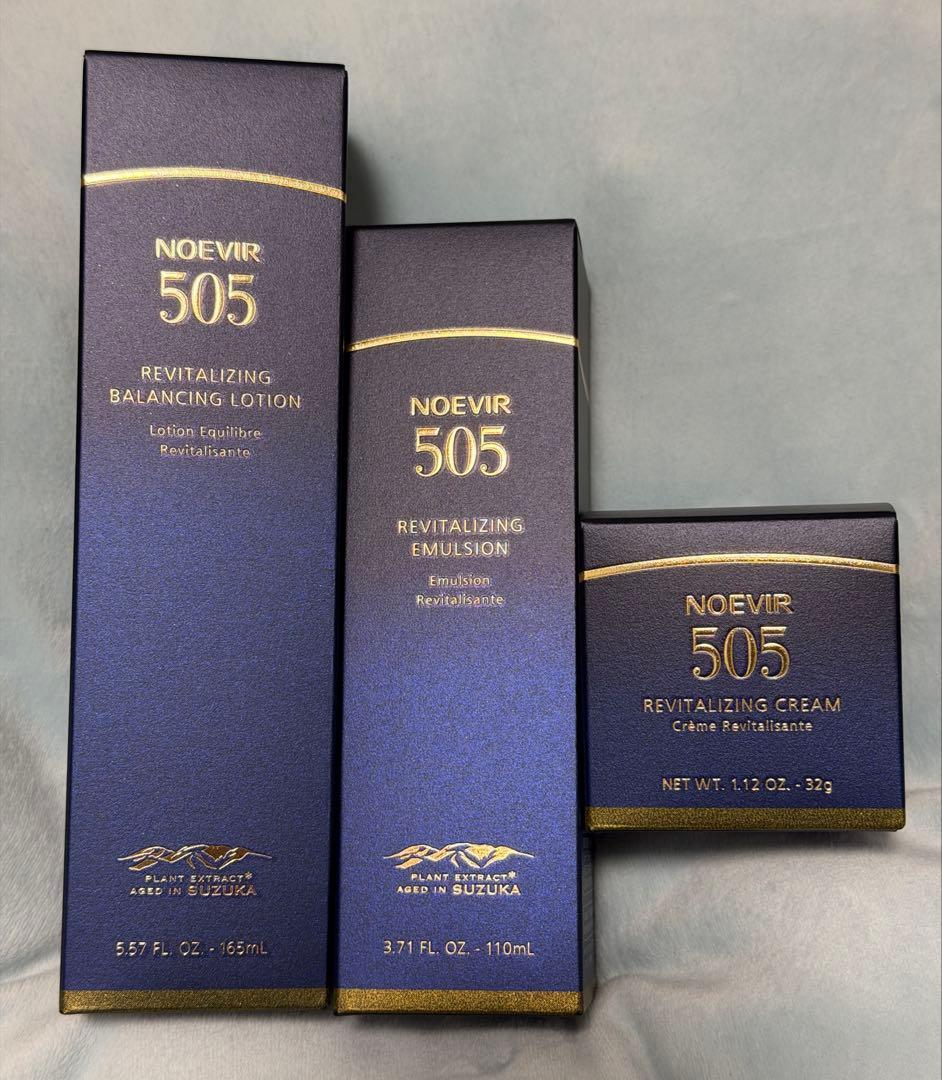 NOEVIR
505
REVITALIZING
BALANCING LOTION
Lotion Equilibre
Revitalisante
PLANT EXTRACT*
AGED IN SUZUKA
5.57 FL. OZ. - 165mL
NOEVIR
505
REVITALIZING
EMULSION
Emulsion
Revitalisante
PLANT EXTRACT*
AGED IN SUZUKA
3.71 FL. OZ. - 110mL
NOEVIR
505
REVITALIZING CREAM
Crème Revitalisante
NET WT. 1.12 OZ. - 32g